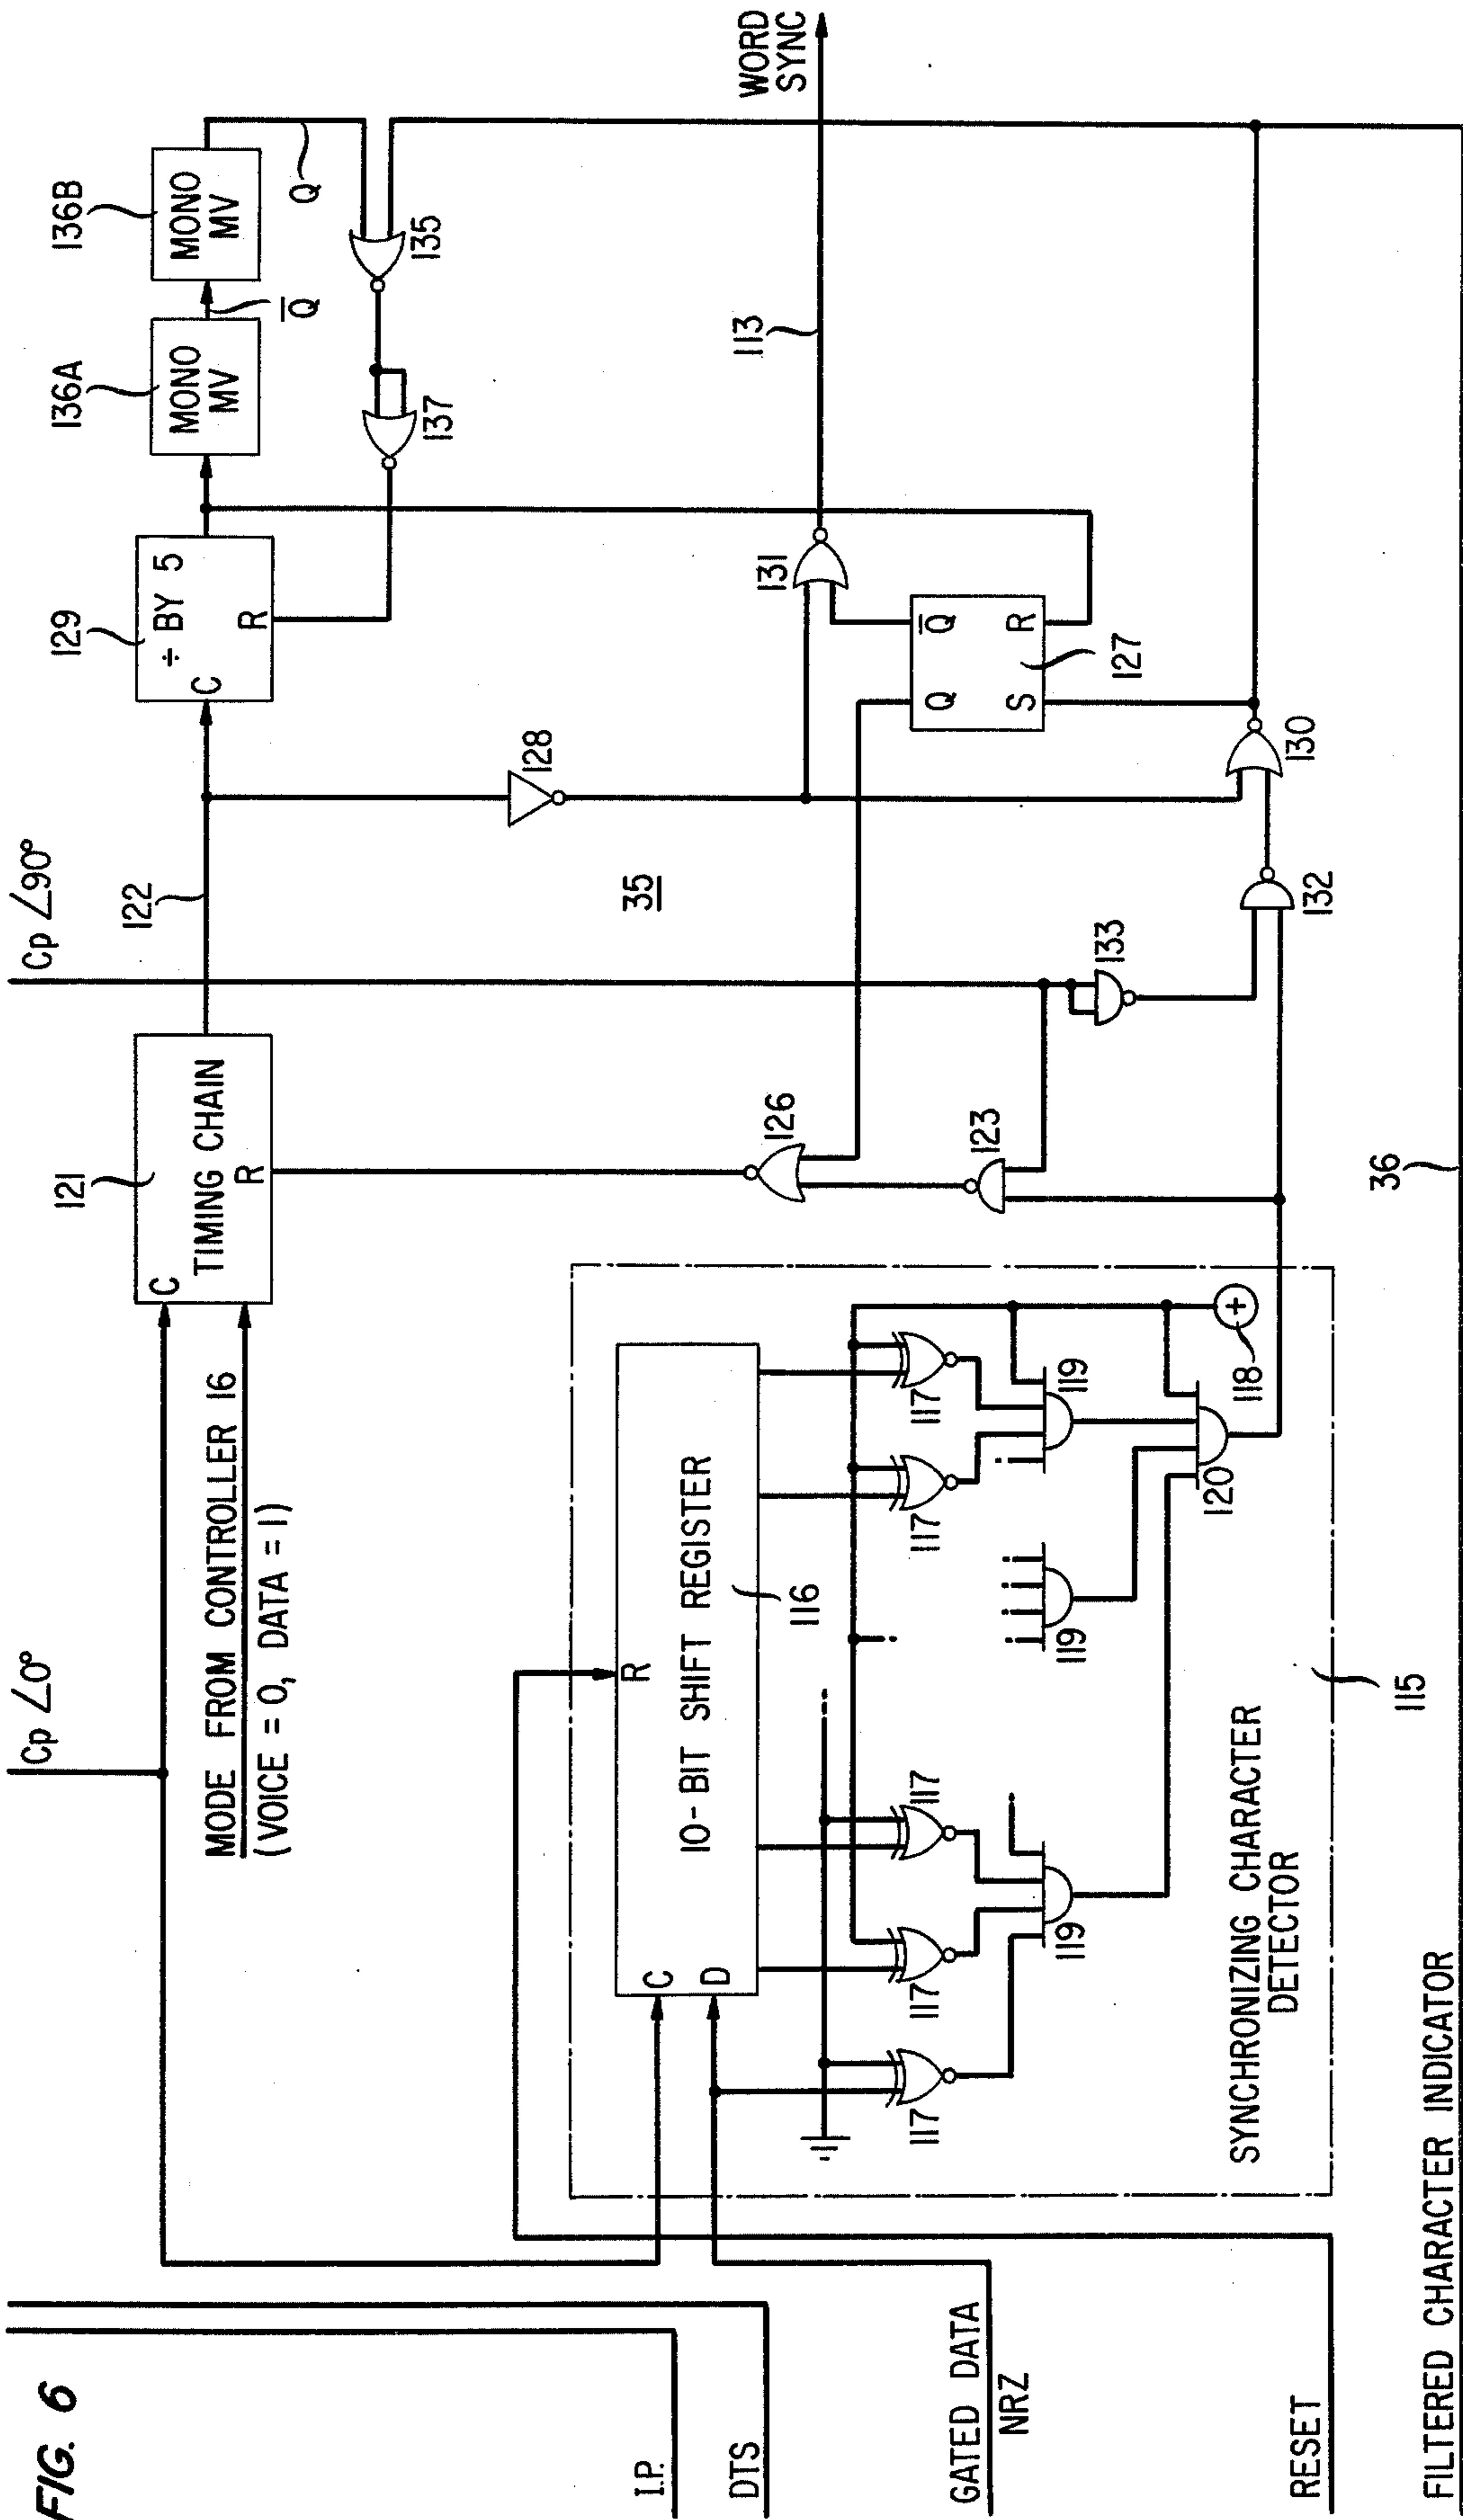 FIG. 6
I.P.
DTS
GATED DATA
NRZ
RESET
FILTERED CHARACTER INDICATOR
36
Cp ∠0°
MODE FROM CONTROLLER 16
(VOICE = 0, DATA = 1)
121
C
TIMING CHAIN
R
Cp ∠90°
122
129
÷ BY 5
C
R
136A
MONO
MV
Q̅
136B
MONO
MV
Q
135
137
128
35
126
123
133
132
130
131
113
WORD
SYNC
Q
Q̅
S
R
127
R
10-BIT SHIFT REGISTER
C
D
116
117
117
117
117
117
119
119
119
118
+
120
115
SYNCHRONIZING CHARACTER
DETECTOR